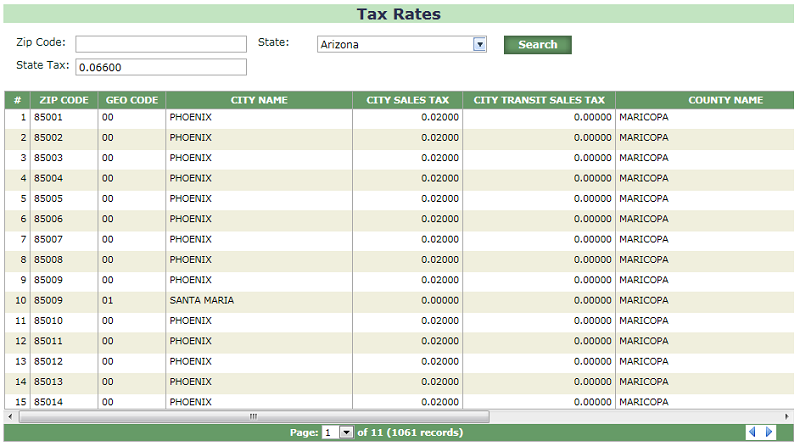 Tax Rates
Zip Code: State: Arizona Search
State Tax: 0.06600
# ZIP CODE GEO CODE CITY NAME CITY SALES TAX CITY TRANSIT SALES TAX COUNTY NAME
1 85001 00 PHOENIX 0.02000 0.00000 MARICOPA
2 85002 00 PHOENIX 0.02000 0.00000 MARICOPA
3 85003 00 PHOENIX 0.02000 0.00000 MARICOPA
4 85004 00 PHOENIX 0.02000 0.00000 MARICOPA
5 85005 00 PHOENIX 0.02000 0.00000 MARICOPA
6 85006 00 PHOENIX 0.02000 0.00000 MARICOPA
7 85007 00 PHOENIX 0.02000 0.00000 MARICOPA
8 85008 00 PHOENIX 0.02000 0.00000 MARICOPA
9 85009 00 PHOENIX 0.02000 0.00000 MARICOPA
10 85009 01 SANTA MARIA 0.00000 0.00000 MARICOPA
11 85010 00 PHOENIX 0.02000 0.00000 MARICOPA
12 85011 00 PHOENIX 0.02000 0.00000 MARICOPA
13 85012 00 PHOENIX 0.02000 0.00000 MARICOPA
14 85013 00 PHOENIX 0.02000 0.00000 MARICOPA
15 85014 00 PHOENIX 0.02000 0.00000 MARICOPA
Page: 1 of 11 (1061 records)